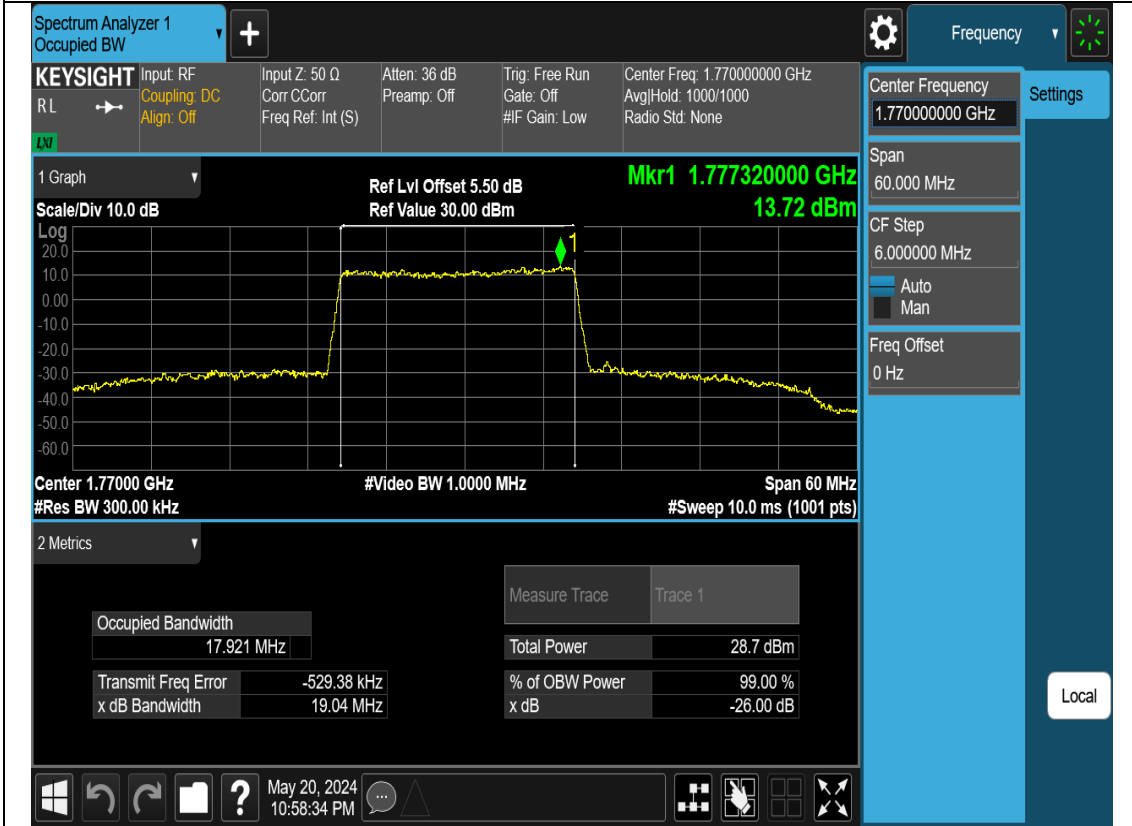 Spectrum Analyzer 1
Occupied BW
Frequency
KEYSIGHT
R L
LXI
Input: RF
Coupling: DC
Align: Off
Input Z: 50 Ω
Corr CCorr
Freq Ref: Int (S)
Atten: 36 dB
Preamp: Off
Trig: Free Run
Gate: Off
#IF Gain: Low
Center Freq: 1.770000000 GHz
Avg|Hold: 1000/1000
Radio Std: None
Center Frequency
1.770000000 GHz
Settings
Span
60.000 MHz
CF Step
6.000000 MHz
Auto
Man
Freq Offset
0 Hz
Local
1 Graph
Ref Lvl Offset 5.50 dB
Mkr1 1.777320000 GHz
Scale/Div 10.0 dB
Ref Value 30.00 dBm
13.72 dBm
Log
1
20.0
10.0
0.00
-10.0
-20.0
-30.0
-40.0
-50.0
-60.0
Center 1.77000 GHz
#Video BW 1.0000 MHz
Span 60 MHz
#Res BW 300.00 kHz
#Sweep 10.0 ms (1001 pts)
2 Metrics
Measure Trace
Trace 1
Occupied Bandwidth
17.921 MHz
Total Power
28.7 dBm
Transmit Freq Error
-529.38 kHz
% of OBW Power
99.00 %
x dB Bandwidth
19.04 MHz
x dB
-26.00 dB
?
May 20, 2024
10:58:34 PM